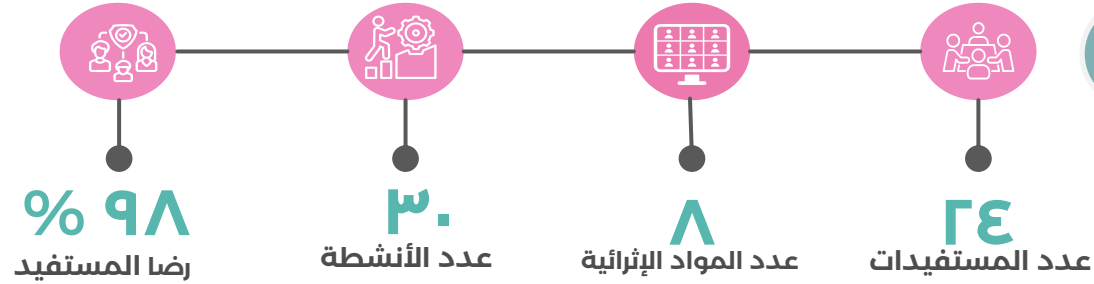 ٢٤
عدد المستفيدات
٨
عدد المواد الإثرائية
٣٠
عدد الأنشطة
٩٨ %
رضا المستفيد